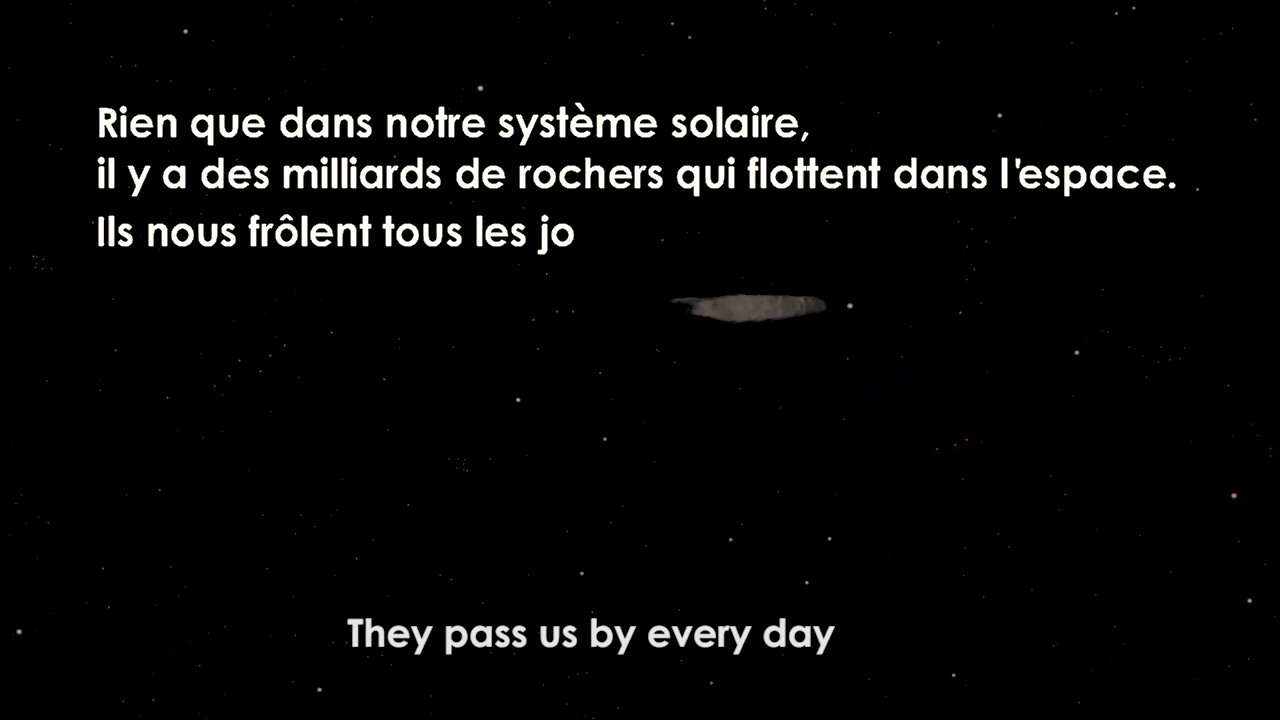 Rien que dans notre système solaire,
il y a des milliards de rochers qui flottent dans l'espace.
Ils nous frôlent tous les jo
They pass us by every day